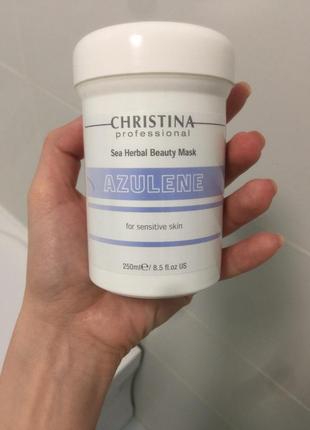 CHRISTINA
professional
Sea Herbal Beauty Mask
AZULENE
for sensitive skin
250ml℮/ 8.5 fl.oz US